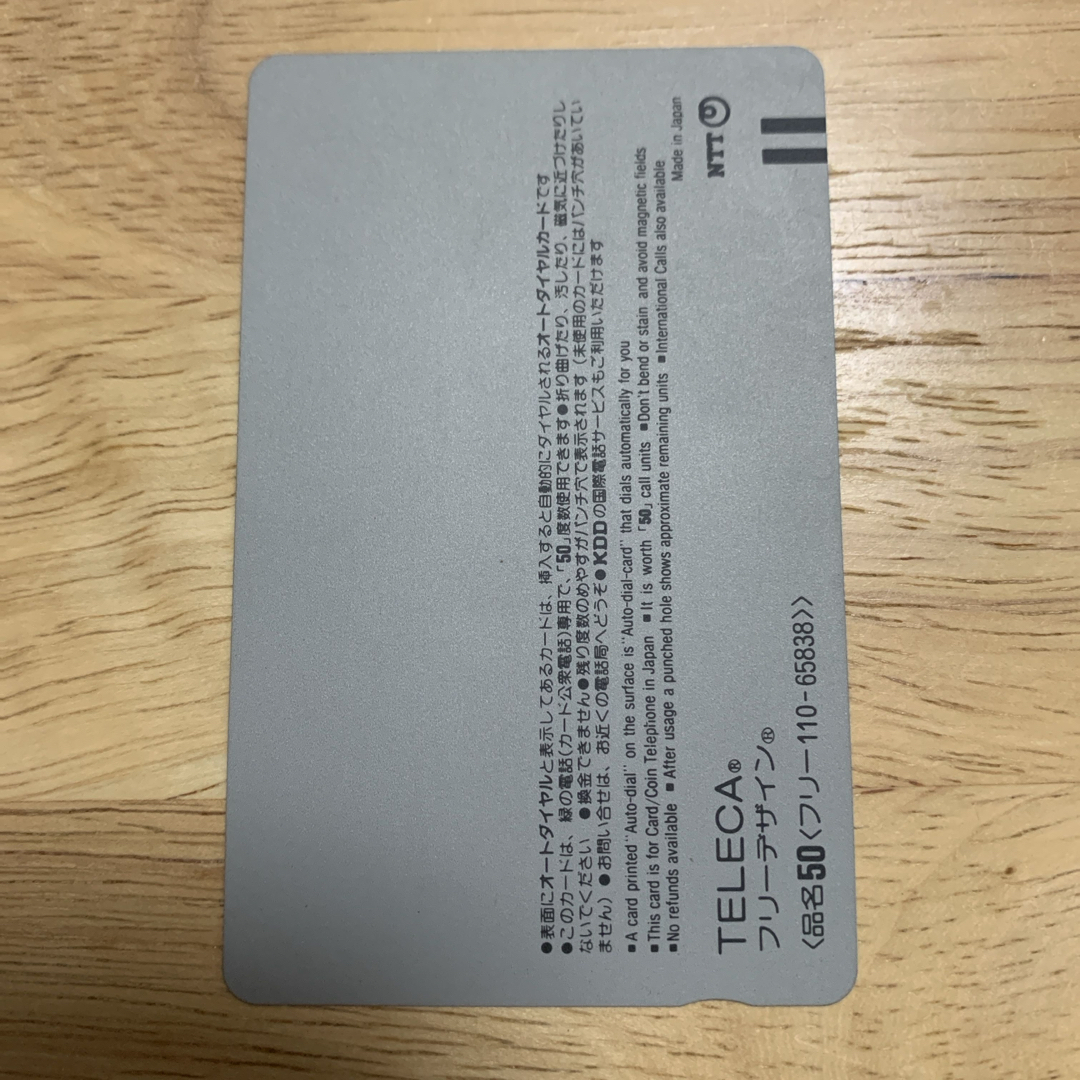 ●表面にオートダイヤルと表示してあるカードは、挿入すると自動的にダイヤルされるオートダイヤルカードです
●このカードは、緑の電話(カード公衆電話)専用で、「50」度数使用できます●折り曲げたり、汚したり、磁気に近づけたりし
ないでください ●換金できません●残り度数のめやすがパンチ穴で表示されます(未使用のカードにはパンチ穴があいてい
ません)●お問い合せは、お近くの電話局へどうぞ●KDDの国際電話サービスもご利用いただけます
■A card printed "Auto-dial" on the surface is "Auto-dial-card" that dials automatically for you
■This card is for Card/Coin Telephone in Japan ■It is worth「50」call units ■Don't bend or stain and avoid magnetic fields
■No refunds available ■After usage a punched hole shows approximate remaining units ■International Calls also available
Made in Japan
TELECA®
NTT
フリーデザイン®
〈品名50〈フリー110-65838〉〉